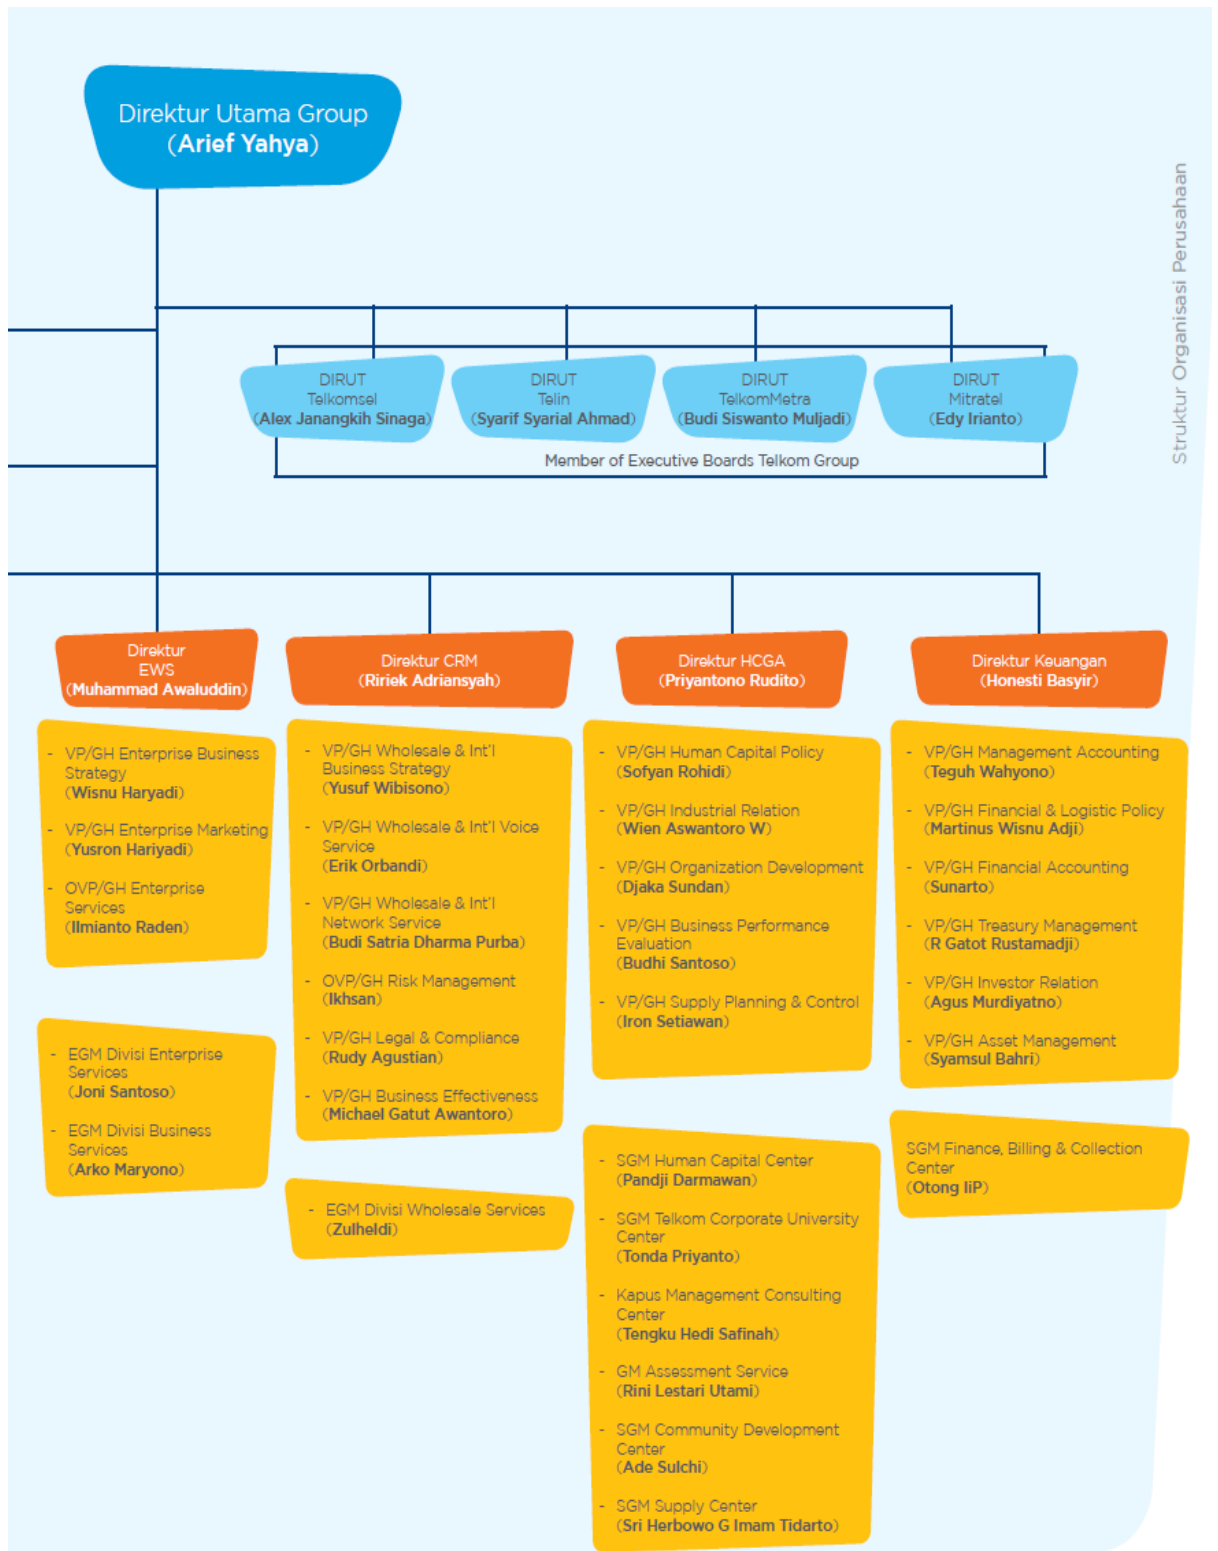 Direktur Utama Group
(Arief Yahya)
Struktur Organisasi Perusahaan
DIRUT
Telkomsel
(Alex Janangkih Sinaga)
DIRUT
Telin
(Syarif Syarial Ahmad)
DIRUT
TelkomMetra
(Budi Siswanto Muljadi)
DIRUT
Mitratel
(Edy Irianto)
Member of Executive Boards Telkom Group
Direktur
EWS
(Muhammad Awaluddin)
- VP/GH Enterprise Business
Strategy
(Wisnu Haryadi)
- VP/GH Enterprise Marketing
(Yusron Hariyadi)
- OVP/GH Enterprise
Services
(Ilmianto Raden)
- EGM Divisi Enterprise
Services
(Joni Santoso)
- EGM Divisi Business
Services
(Arko Maryono)
Direktur CRM
(Ririek Adriansyah)
- VP/GH Wholesale & Int'l
Business Strategy
(Yusuf Wibisono)
- VP/GH Wholesale & Int'l Voice
Service
(Erik Orbandi)
- VP/GH Wholesale & Int'l
Network Service
(Budi Satria Dharma Purba)
- OVP/GH Risk Management
(Ikhsan)
- VP/GH Legal & Compliance
(Rudy Agustian)
- VP/GH Business Effectiveness
(Michael Gatut Awantoro)
- EGM Divisi Wholesale Services
(Zulheldi)
Direktur HCGA
(Priyantono Rudito)
- VP/GH Human Capital Policy
(Sofyan Rohidi)
- VP/GH Industrial Relation
(Wien Aswantoro W)
- VP/GH Organization Development
(Djaka Sundan)
- VP/GH Business Performance
Evaluation
(Budhi Santoso)
- VP/GH Supply Planning & Control
(Iron Setiawan)
- SGM Human Capital Center
(Pandji Darmawan)
- SGM Telkom Corporate University
Center
(Tonda Priyanto)
- Kapus Management Consulting
Center
(Tengku Hedi Safinah)
- GM Assessment Service
(Rini Lestari Utami)
- SGM Community Development
Center
(Ade Sulchi)
- SGM Supply Center
(Sri Herbowo G Imam Tidarto)
Direktur Keuangan
(Honesti Basyir)
- VP/GH Management Accounting
(Teguh Wahyono)
- VP/GH Financial & Logistic Policy
(Martinus Wisnu Adji)
- VP/GH Financial Accounting
(Sunarto)
- VP/GH Treasury Management
(R Gatot Rustamadji)
- VP/GH Investor Relation
(Agus Murdiyatno)
- VP/GH Asset Management
(Syamsul Bahri)
SGM Finance, Billing & Collection
Center
(Otong IiP)